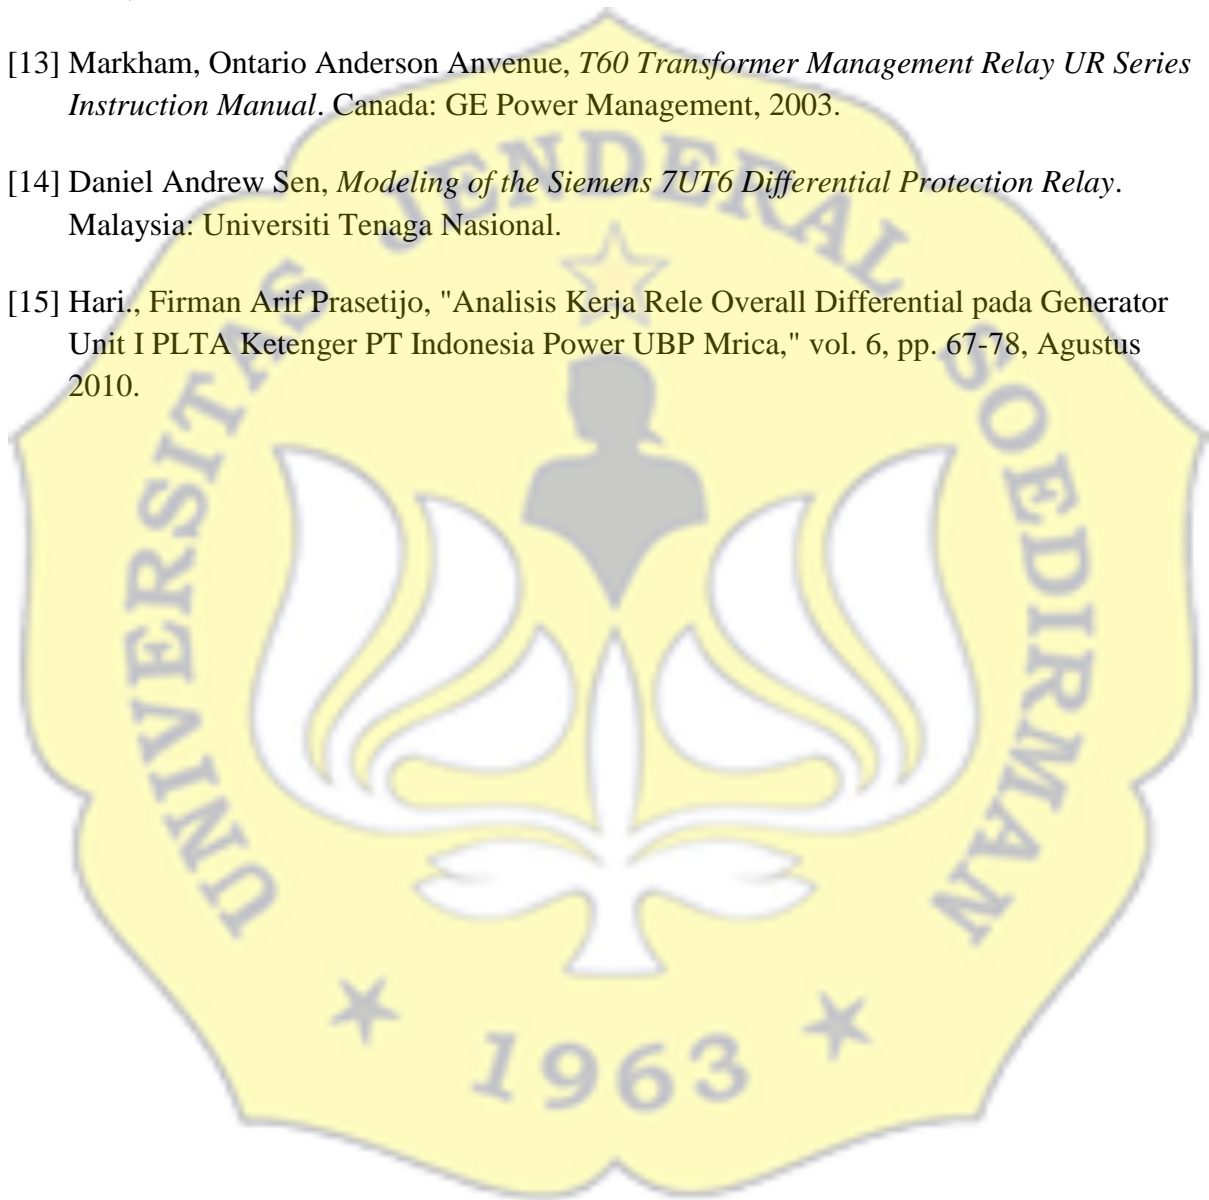 [13] Markham, Ontario Anderson Anvenue, T60 Transformer Management Relay UR Series
Instruction Manual. Canada: GE Power Management, 2003.
[14] Daniel Andrew Sen, Modeling of the Siemens 7UT6 Differential Protection Relay.
Malaysia: Universiti Tenaga Nasional.
[15] Hari., Firman Arif Prasetijo, "Analisis Kerja Rele Overall Differential pada Generator
Unit I PLTA Ketenger PT Indonesia Power UBP Mrica," vol. 6, pp. 67-78, Agustus
2010.
UNIVERSITAS JENDERAL SOEDIRMAN
1963